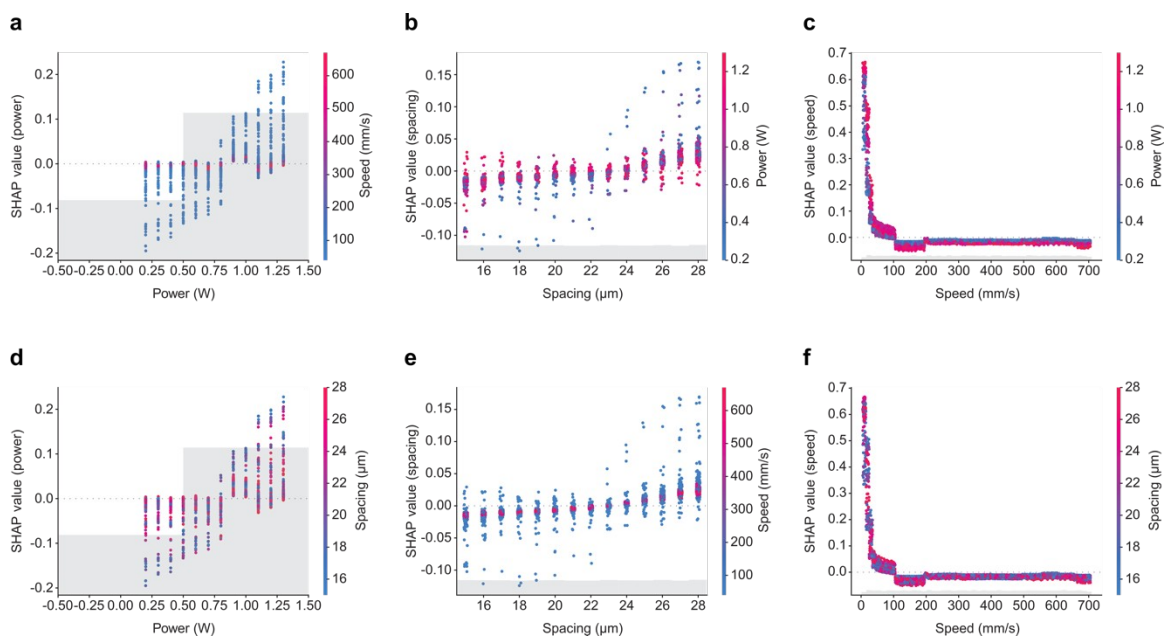 a
0.2
0.1
0.0
-0.1
-0.2
SHAP value (power)
-0.50 -0.25 0.00 0.25 0.50 0.75 1.00 1.25 1.50
Power (W)
600
500
400
300
200
100
Speed (mm/s)
b
0.15
0.10
0.05
0.00
-0.05
-0.10
SHAP value (spacing)
16 18 20 22 24 26 28
Spacing (µm)
1.2
1.0
0.8
0.6
0.4
0.2
Power (W)
c
0.7
0.6
0.5
0.4
0.3
0.2
0.1
0.0
SHAP value (speed)
0 100 200 300 400 500 600 700
Speed (mm/s)
1.2
1.0
0.8
0.6
0.4
0.2
Power (W)
d
0.2
0.1
0.0
-0.1
-0.2
SHAP value (power)
-0.50 -0.25 0.00 0.25 0.50 0.75 1.00 1.25 1.50
Power (W)
28
26
24
22
20
18
16
Spacing (µm)
e
0.15
0.10
0.05
0.00
-0.05
-0.10
SHAP value (spacing)
16 18 20 22 24 26 28
Spacing (µm)
600
500
400
300
200
100
Speed (mm/s)
f
0.7
0.6
0.5
0.4
0.3
0.2
0.1
0.0
SHAP value (speed)
0 100 200 300 400 500 600 700
Speed (mm/s)
28
26
24
22
20
18
16
Spacing (µm)